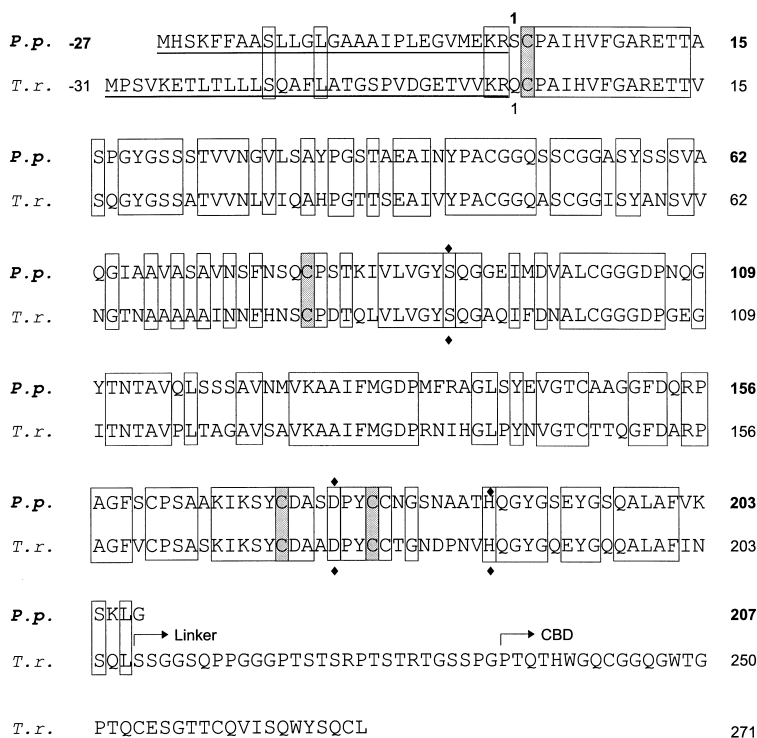 1
P.p. -27 MHSKFFAASLLGLGAAAIPLEGVMEKRSCPAIHVFGARETTA 15
T.r. -31 MPSVKETLTLLLSQAFLATGSPVDGETVVKRQCPAIHVFGARETTV 15
1
P.p. SPGYGSSSTVVNGVLSAYPGSTAEAINYPACGGQSSCGGASYSSSVA 62
T.r. SQGYGSSATVVNLVIQAHPGTTSEAIVYPACGGQASCGGISYANSVV 62
P.p. QGIAAVASAVNSFNSQCPSTKIVLVGYSQGGEIMDVALCGGGDPNQG 109
T.r. NGTNAAAAAINNFHNSCPDTQLVLVGYSQGAQIFDNALCGGGDPGEG 109
P.p. YTNTAVQLSSSAVNMVKAAIFMGDPMFRAGLSYEVGTCAAGGFDQRP 156
T.r. ITNTAVPLTAGAVSAVKAAIFMGDPRNIHGLPYNVGTCTTQGFDARP 156
P.p. AGFSCPSAAKIKSYCDASDPYCCNGSNAATHQGYGSEYGSQALAFVK 203
T.r. AGFVCPSASKIKSYCDAADPYCCTGNDPNVHQGYGQEYGQQALAFIN 203
P.p. SKLG 207
Linker CBD
T.r. SQLSSGGSQPPGGGPTSTSRPTSTRTGSSPGPTQTHWGQCGGQGWTG 250
T.r. PTQCESGTTCQVISQWYSQCL 271